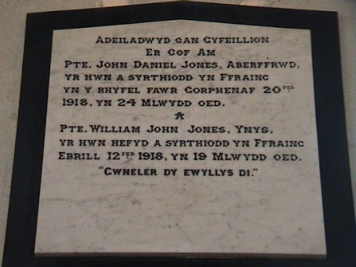 ADEILADWYD GAN GYFEILLION
ER COF AM
PTE. JOHN DANIEL JONES, ABERFFRWD,
YR HWN A SYRTHIODD YN FFRAINC
YN Y RHYFEL FAWR GORPHENAF 20FED
1918, YN 24 MLWYDD OED.
A
PTE. WILLIAM JOHN JONES, YNYS,
YR HWN HEFYD A SYRTHIODD YN FFRAINC
EBRILL 12FED 1918, YN 19 MLWYDD OED.
"GWNELER DY EWYLLYS DI."